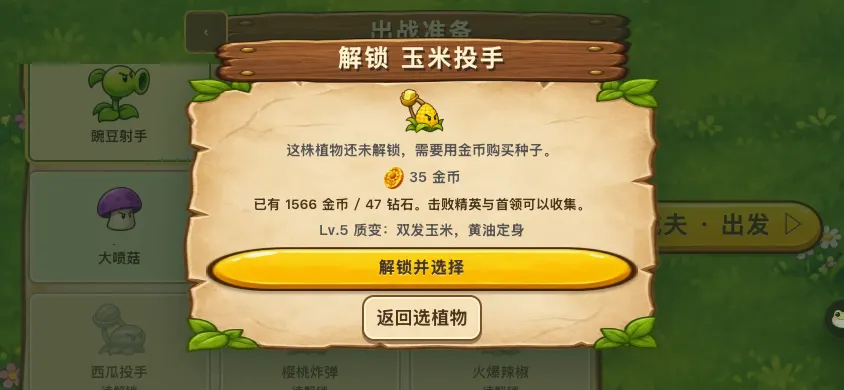 出战准备
解锁 玉米投手
豌豆射手
这株植物还未解锁，需要用金币购买种子。
35 金币
已有 1566 金币 / 47 钻石。击败精英与首领可以收集。
Lv.5 质变：双发玉米，黄油定身
夫 · 出发
大喷菇
解锁并选择
返回选植物
西瓜投手
樱桃炸弹
火爆辣椒